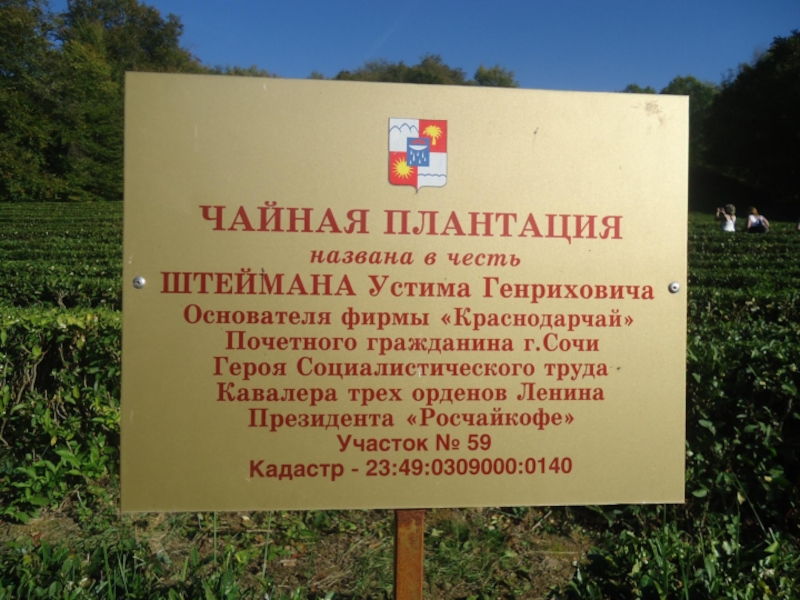 ЧАЙНАЯ ПЛАНТАЦИЯ
названа в честь
ШТЕЙМАНА Устима Генриховича
Основателя фирмы «Краснодарчай»
Почетного гражданина г.Сочи
Героя Социалистического труда
Кавалера трех орденов Ленина
Президента «Росчайкофе»
Участок № 59
Кадастр - 23:49:0309000:0140